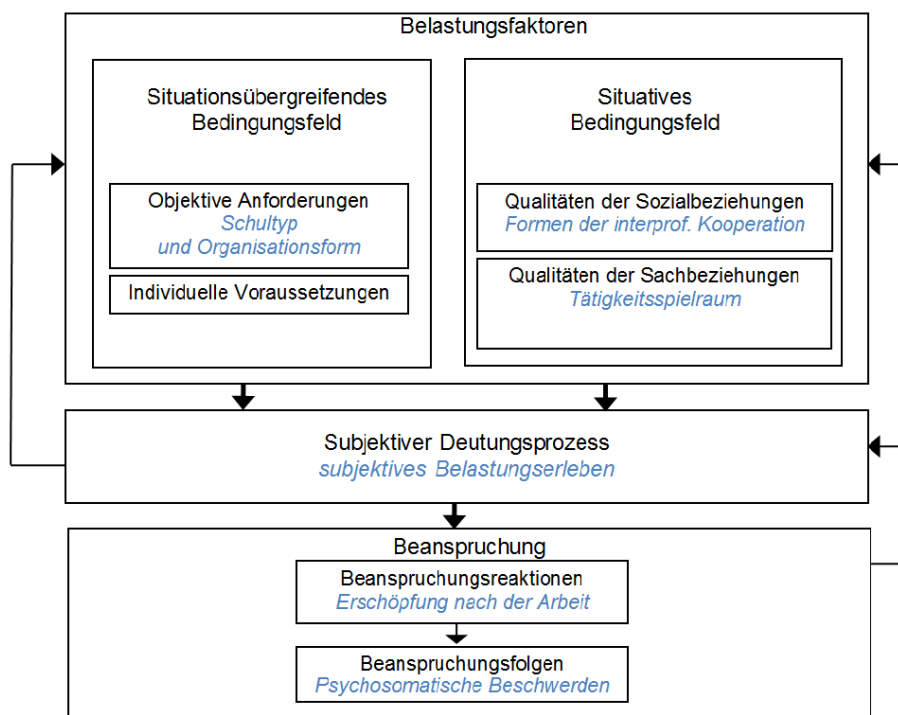 Belastungsfaktoren
Situationsübergreifendes
Bedingungsfeld
Objektive Anforderungen
Schultyp
und Organisationsform
Individuelle Voraussetzungen
Situatives
Bedingungsfeld
Qualitäten der Sozialbeziehungen
Formen der interprof. Kooperation
Qualitäten der Sachbeziehungen
Tätigkeitsspielraum
Subjektiver Deutungsprozess
subjektives Belastungserleben
Beanspruchung
Beanspruchungsreaktionen
Erschöpfung nach der Arbeit
Beanspruchungsfolgen
Psychosomatische Beschwerden